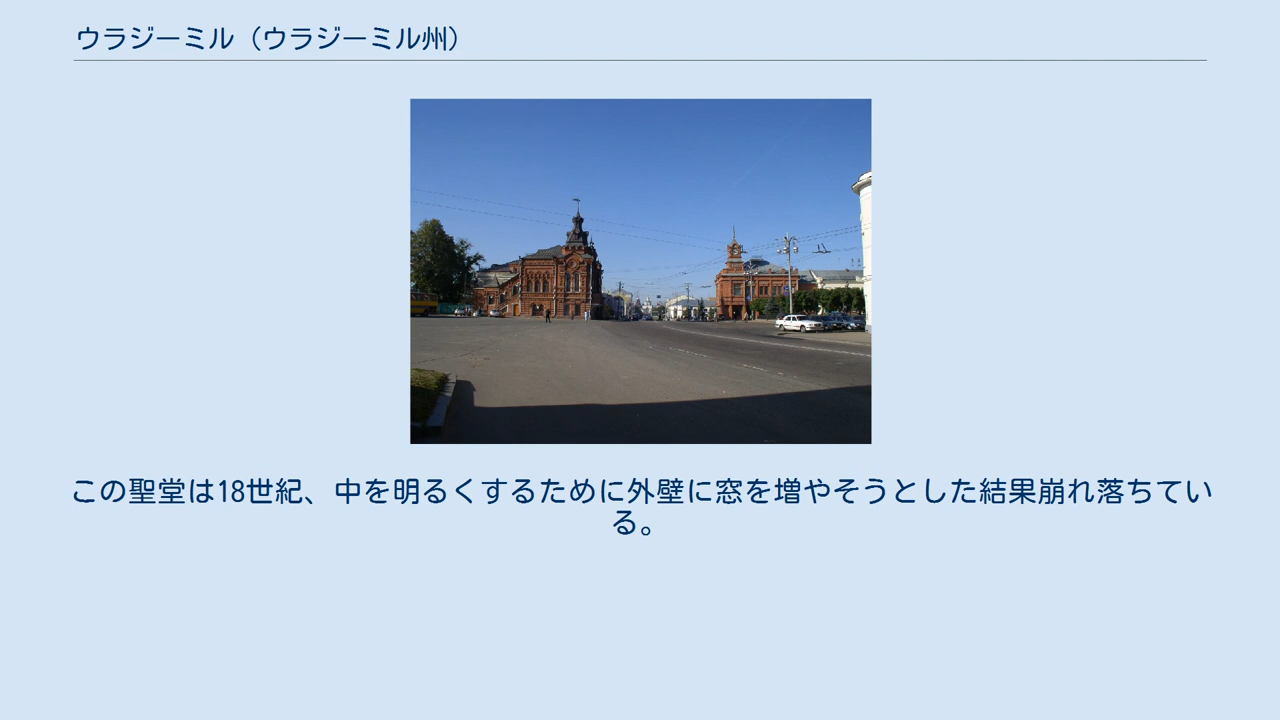 ウラジーミル（ウラジーミル州）
この聖堂は18世紀、中を明るくするために外壁に窓を増やそうとした結果崩れ落ちてい
る。